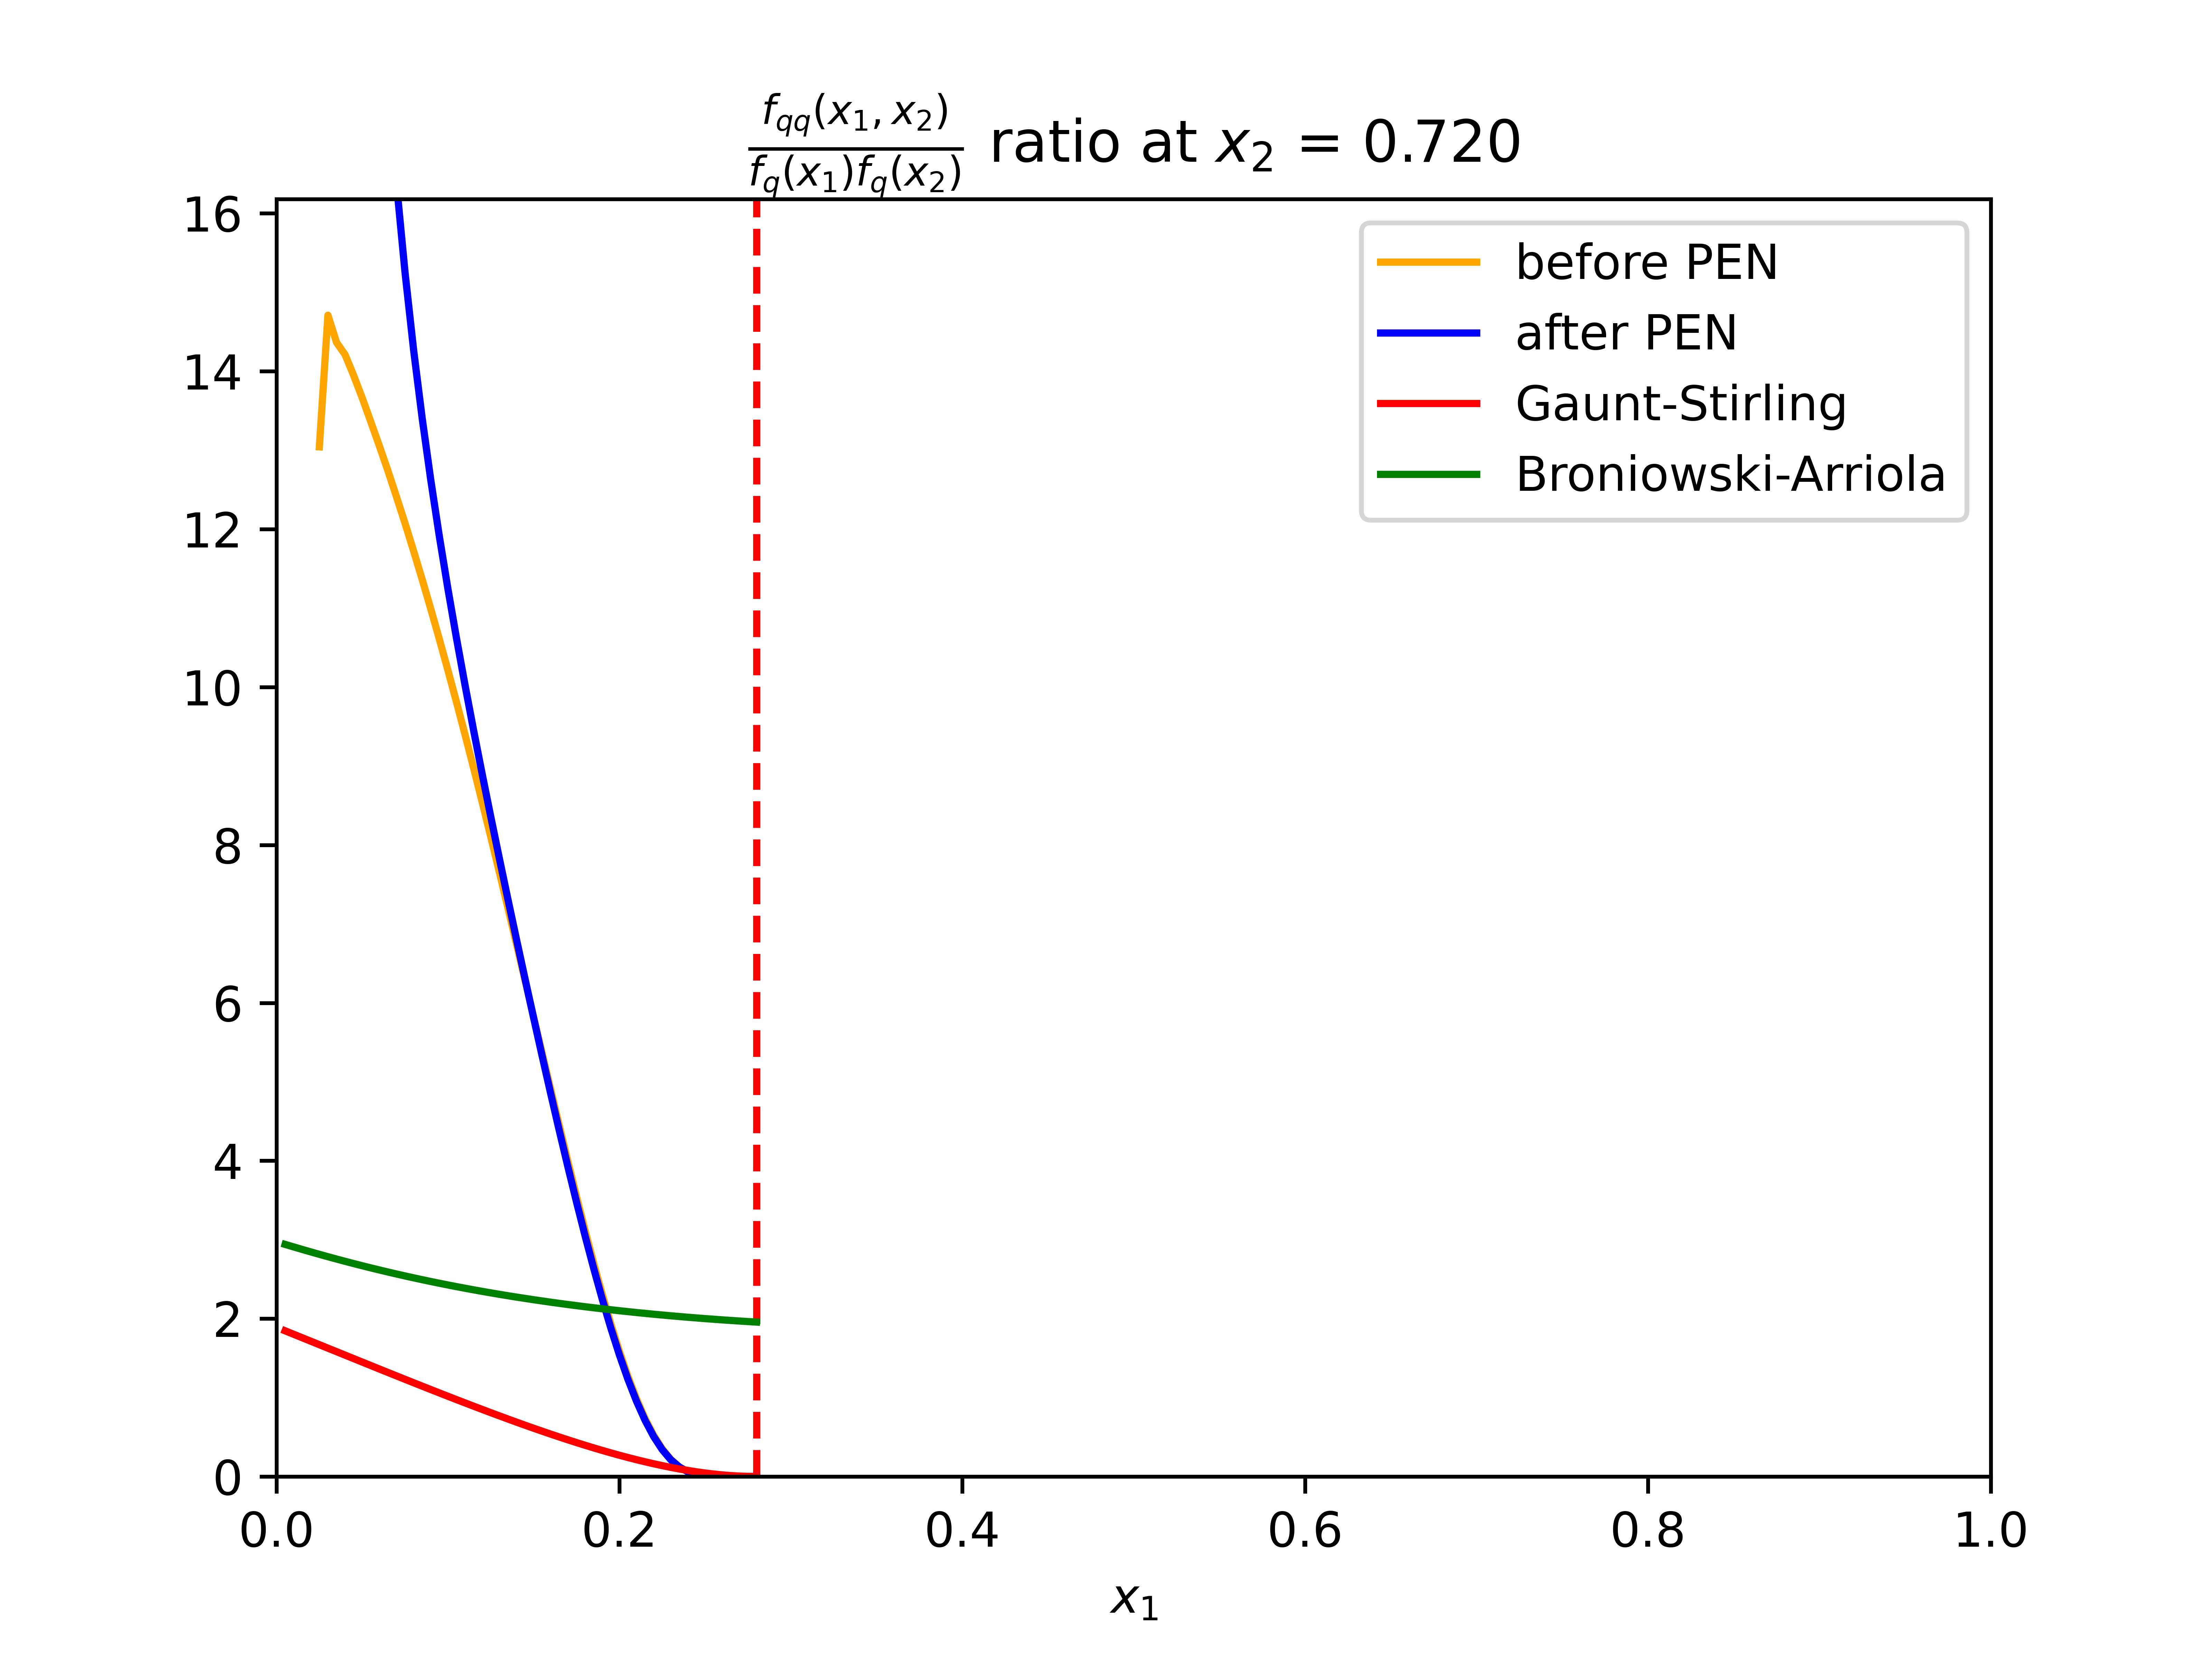 f_{qq}(x_1, x_2)
f_q(x_1)f_q(x_2)
ratio at x_2 = 0.720
16
14
12
10
8
6
4
2
0
before PEN
after PEN
Gaunt-Stirling
Broniowski-Arriola
0.0 0.2 0.4 0.6 0.8 1.0
x_1